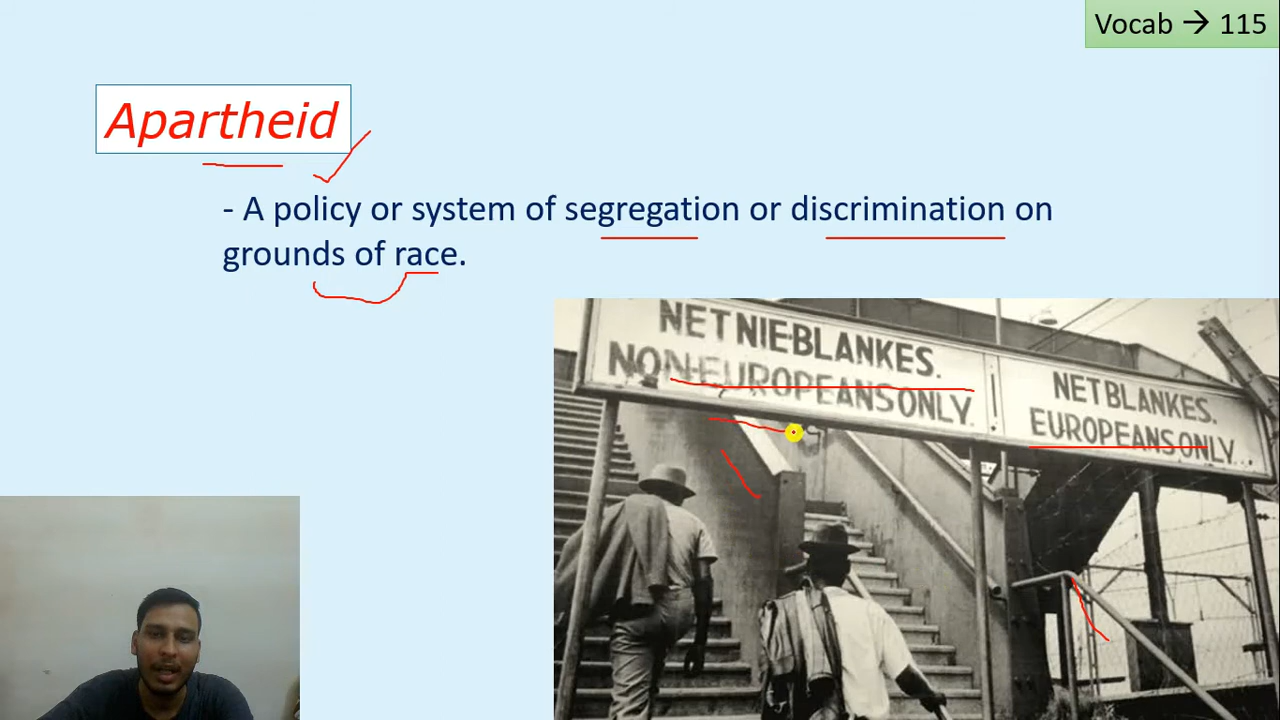 Vocab → 115
Apartheid
- A policy or system of segregation or discrimination on
grounds of race.
NET NIE-BLANKES.
NON-EUROPEANS ONLY.
NET BLANKES.
EUROPEANS ONLY.